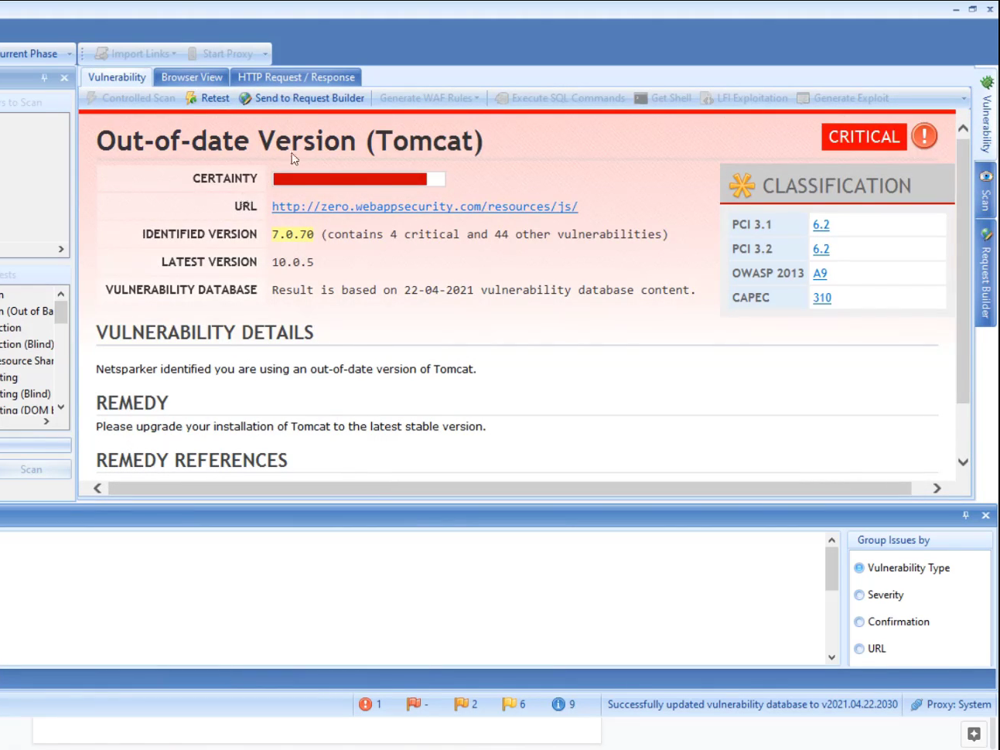 urrent Phase
Import Links
Start Proxy
Vulnerability
Browser View
HTTP Request / Response
rs to Scan
Controlled Scan
Retest
Send to Request Builder
Generate WAF Rules
Execute SQL Commands
Get Shell
LFI Exploitation
Generate Exploit
Vulnerability
Scan
Request Builder
Out-of-date Version (Tomcat)
CRITICAL
CERTAINTY
URL http://zero.webappsecurity.com/resources/js/
IDENTIFIED VERSION 7.0.70 (contains 4 critical and 44 other vulnerabilities)
LATEST VERSION 10.0.5
VULNERABILITY DATABASE Result is based on 22-04-2021 vulnerability database content.
CLASSIFICATION
PCI 3.1 6.2
PCI 3.2 6.2
OWASP 2013 A9
CAPEC 310
ests
n
n (Out of Ba
ction
ction (Blind)
esource Shar
ting
ting (Blind)
ting (DOM b
Scan
VULNERABILITY DETAILS
Netsparker identified you are using an out-of-date version of Tomcat.
REMEDY
Please upgrade your installation of Tomcat to the latest stable version.
REMEDY REFERENCES
Group Issues by
Vulnerability Type
Severity
Confirmation
URL
1
-
2
6
9
Successfully updated vulnerability database to v2021.04.22.2030
Proxy: System